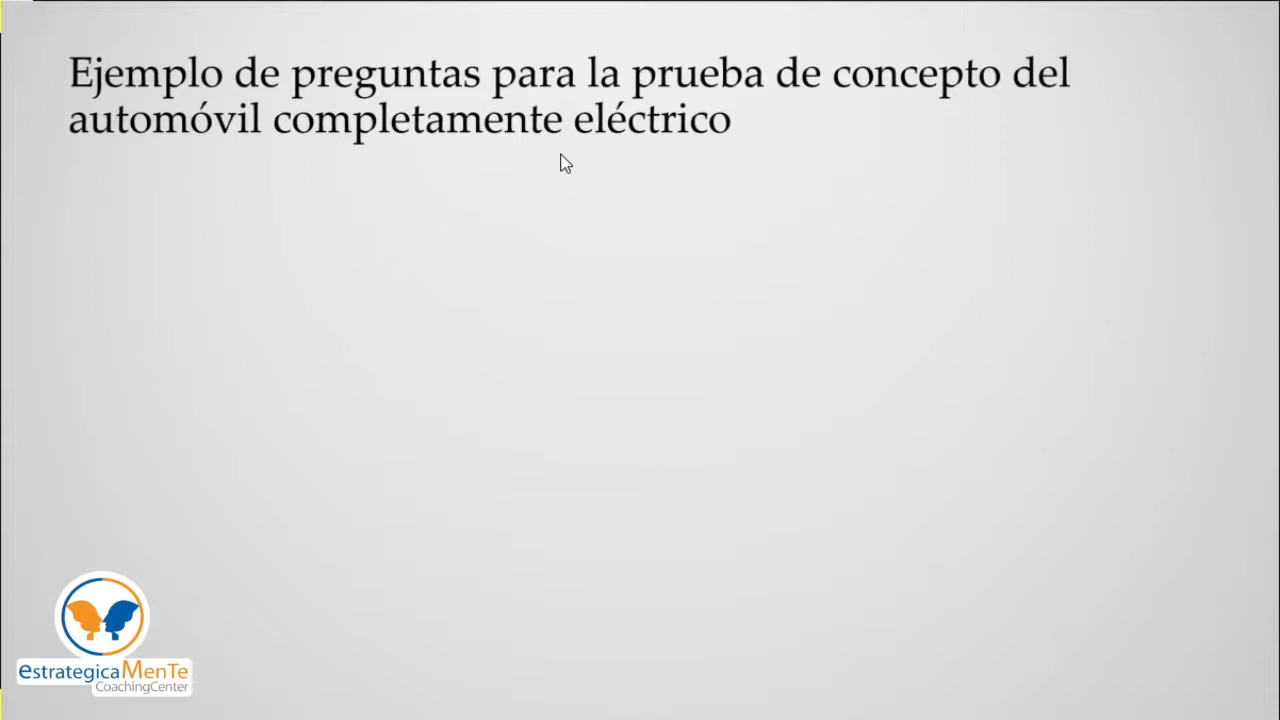 Ejemplo de preguntas para la prueba de concepto del
automóvil completamente eléctrico
estrategicaMenTe
CoachingCenter